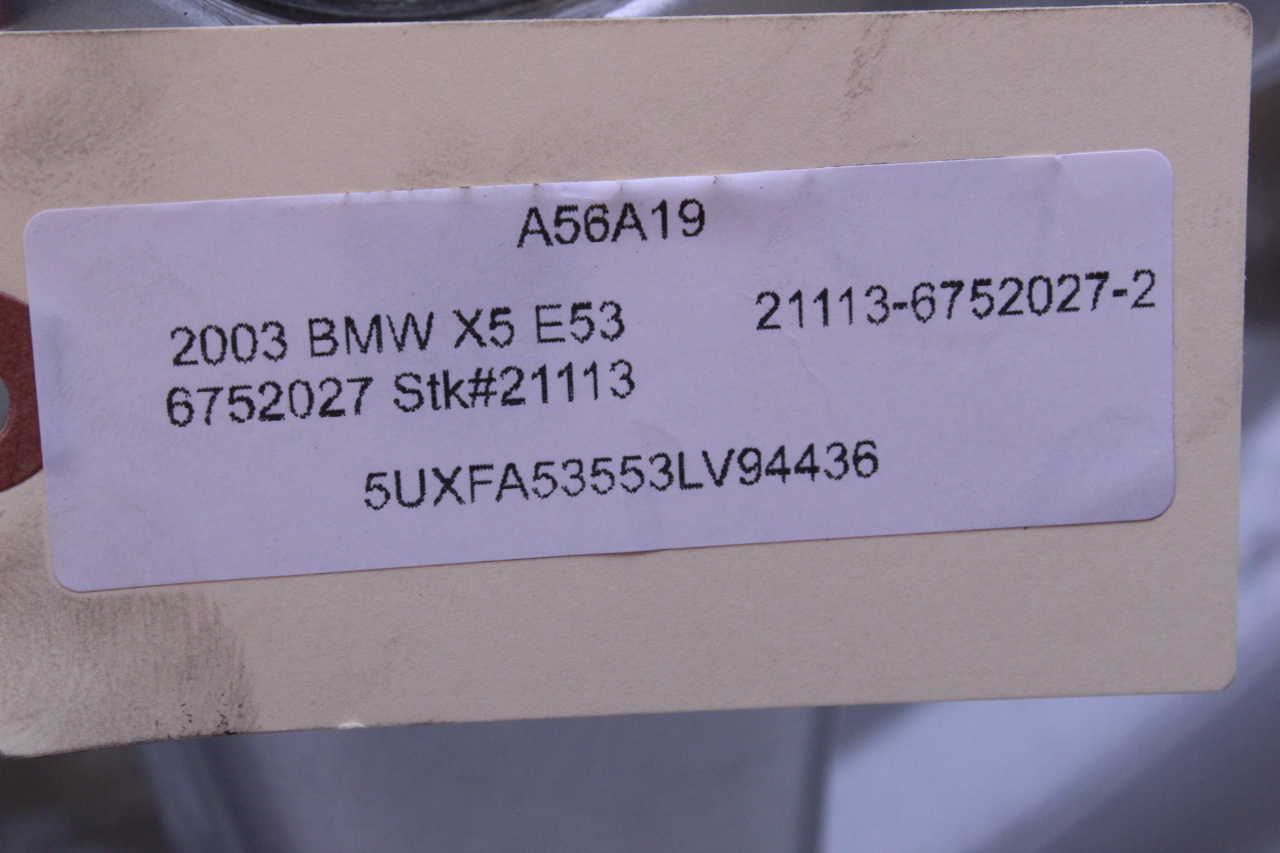 A56A19
2003 BMW X5 E53 21113-6752027-2
6752027 Stk#21113
5UXFA53553LV94436